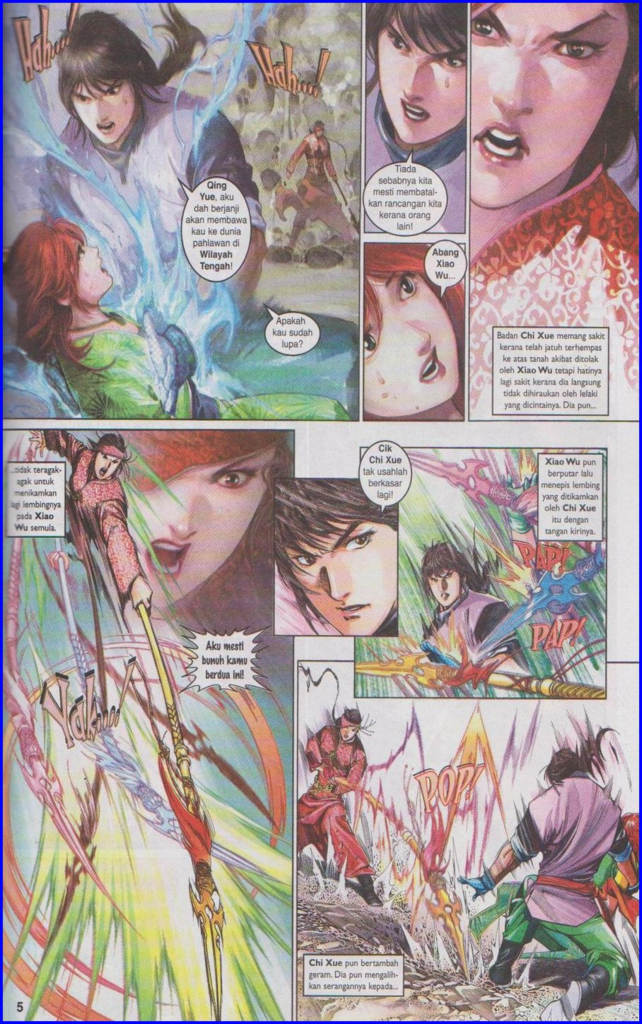 Hah...!
Hah...!
Qing
Yue, aku
dah berjanji
akan membawa
kau ke dunia
pahlawan di
Wilayah
Tengah!
Apakah
kau sudah
lupa?
Tiada
sebabnya kita
mesti membatal-
kan rancangan kita
kerana orang
lain!
Abang
Xiao
Wu...
Badan Chi Xue memang sakit
kerana telah jatuh terhempas
ke atas tanah akibat ditolak
oleh Xiao Wu tetapi hatinya
lagi sakit kerana dia langsung
tidak dihiraukan oleh lelaki
yang dicintainya. Dia pun...
...tidak teragak-
agak untuk
menikamkan
lagi lembingnya
pada Xiao
Wu semula.
Aku mesti
bunuh kamu
berdua ini!
Cik
Chi Xue
tak usahlah
berkasar
lagi!
Xiao Wu pun
berputar lalu
menepis lembing
yang ditikamkan
oleh Chi Xue
itu dengan
tangan kirinya.
PAP!
PAP!
POP!
Chi Xue pun bertambah
geram. Dia pun mengalih-
kan serangannya kepada...
5